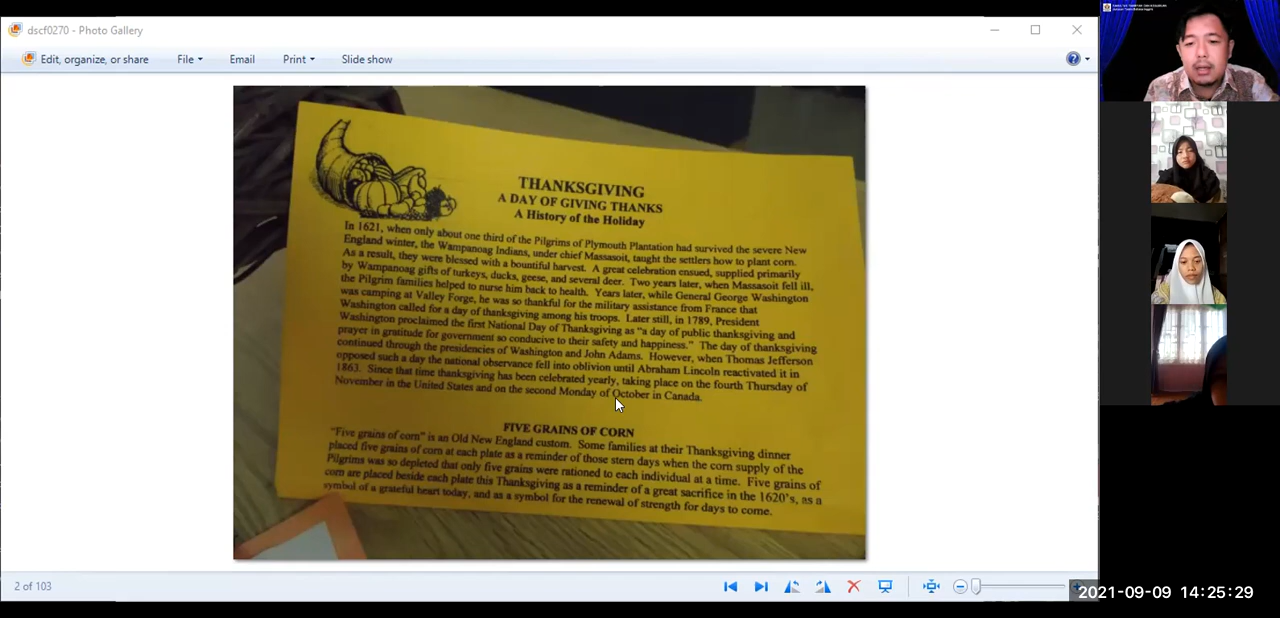 dscf0270 - Photo Gallery
Edit, organize, or share
File
Email
Print
Slide show
THANKSGIVING
A DAY OF GIVING THANKS
A History of the Holiday
In 1621, when only about one third of the Pilgrims of Plymouth Plantation had survived the severe New
England winter, the Wampanoag Indians, under chief Massasoit, taught the settlers how to plant corn.
As a result, they were blessed with a bountiful harvest. A great celebration ensued, supplied primarily
by Wampanoag gifts of turkeys, ducks, geese, and several deer. Two years later, when Massasoit fell ill,
the Pilgrim families helped to nurse him back to health. Years later, while General George Washington
was camping at Valley Forge, he was so thankful for the military assistance from France that
Washington called for a day of thanksgiving among his troops. Later still, in 1789, President
Washington proclaimed the first National Day of Thanksgiving as "a day of public thanksgiving and
prayer in gratitude for government so conducive to their safety and happiness." The day of thanksgiving
continued through the presidencies of Washington and John Adams. However, when Thomas Jefferson
opposed such a day the national observance fell into oblivion until Abraham Lincoln reactivated it in
1863. Since that time thanksgiving has been celebrated yearly, taking place on the fourth Thursday of
November in the United States and on the second Monday of October in Canada.
FIVE GRAINS OF CORN
"Five grains of corn" is an Old New England custom. Some families at their Thanksgiving dinner
placed five grains of corn at each plate as a reminder of those stern days when the corn supply of the
Pilgrims was so depleted that only five grains were rationed to each individual at a time. Five grains of
corn are placed beside each plate this Thanksgiving as a reminder of a great sacrifice in the 1620's, as a
symbol of a grateful heart today, and as a symbol for the renewal of strength for days to come.
2 of 103
2021-09-09 14:25:29